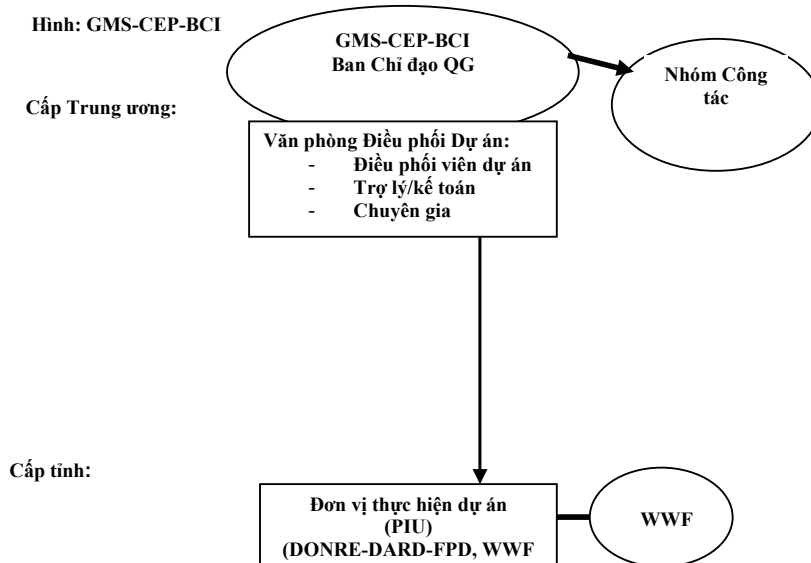 Hình: GMS-CEP-BCI
GMS-CEP-BCI
Ban Chỉ đạo QG
Nhóm Công
tác
Cấp Trung ương:
Văn phòng Điều phối Dự án:
- Điều phối viên dự án
- Trợ lý/kế toán
- Chuyên gia
Cấp tỉnh:
Đơn vị thực hiện dự án
(PIU)
(DONRE-DARD-FPD, WWF
WWF